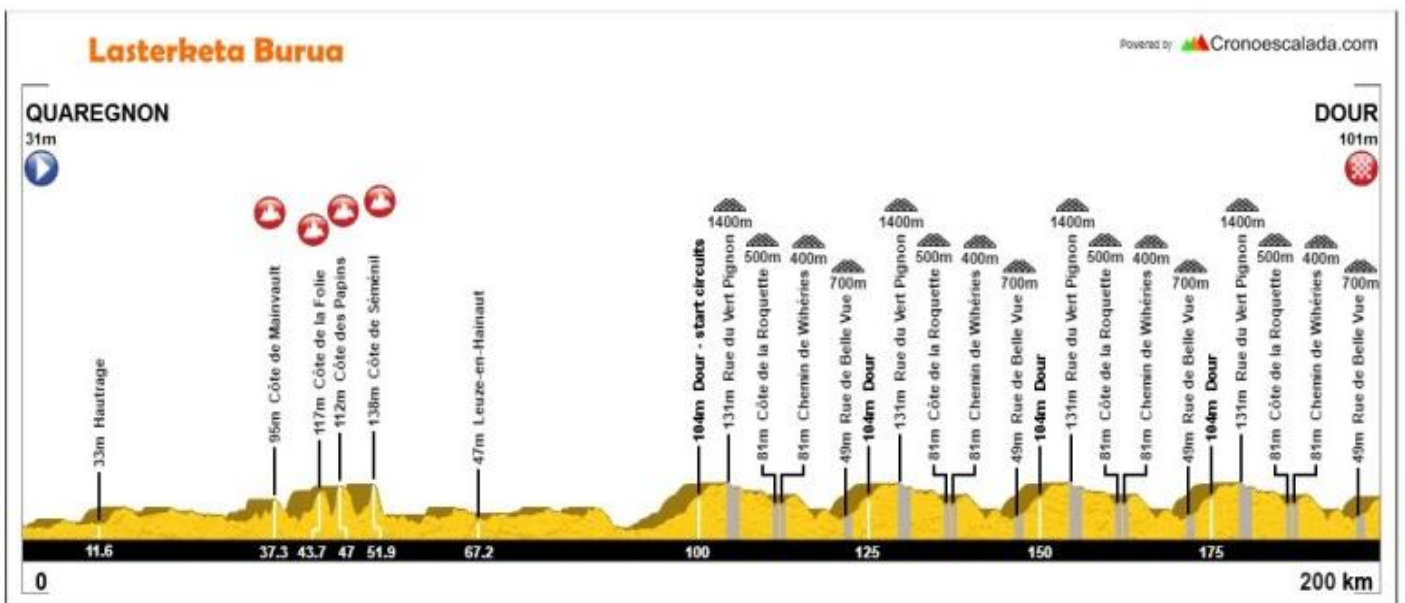 Lasterketa Burua
Powered by Cronoescalada.com
QUAREGNON
31m
DOUR
101m
33m Hautrage
95m Côte de Mainvault
117m Côte de la Folie
112m Côte des Papins
138m Côte de Séménil
47m Leuze-en-Hainaut
104m Dour - start circuits
1400m
131m Rue du Vert Pignon
500m
81m Côte de la Roquette
400m
81m Chemin de Wihéries
700m
49m Rue de Belle Vue
104m Dour
1400m
131m Rue du Vert Pignon
500m
81m Côte de la Roquette
400m
81m Chemin de Wihéries
700m
49m Rue de Belle Vue
104m Dour
1400m
131m Rue du Vert Pignon
500m
81m Côte de la Roquette
400m
81m Chemin de Wihéries
700m
49m Rue de Belle Vue
104m Dour
1400m
131m Rue du Vert Pignon
500m
81m Côte de la Roquette
400m
81m Chemin de Wihéries
700m
49m Rue de Belle Vue
11.6 37.3 43.7 47 51.9 67.2 100 125 150 175
0 200 km